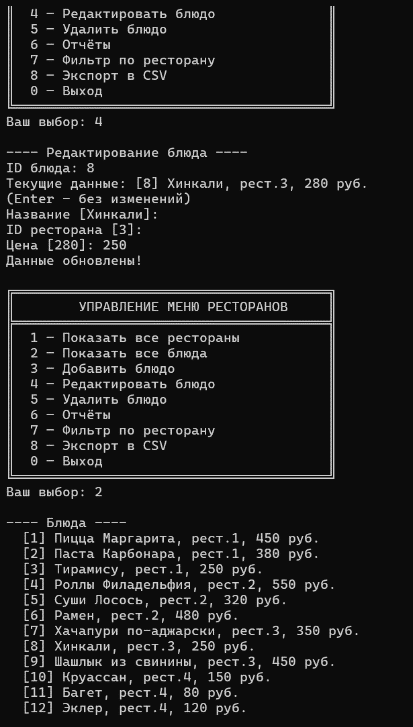 4 — Редактировать блюдо
5 — Удалить блюдо
6 — Отчёты
7 — Фильтр по ресторану
8 — Экспорт в CSV
0 — Выход
Ваш выбор: 4
---- Редактирование блюда ----
ID блюда: 8
Текущие данные: [8] Хинкали, рест.3, 280 руб.
(Enter — без изменений)
Название [Хинкали]:
ID ресторана [3]:
Цена [280]: 250
Данные обновлены!
УПРАВЛЕНИЕ МЕНЮ РЕСТОРАНОВ
1 — Показать все рестораны
2 — Показать все блюда
3 — Добавить блюдо
4 — Редактировать блюдо
5 — Удалить блюдо
6 — Отчёты
7 — Фильтр по ресторану
8 — Экспорт в CSV
0 — Выход
Ваш выбор: 2
---- Блюда ----
[1] Пицца Маргарита, рест.1, 450 руб.
[2] Паста Карбонара, рест.1, 380 руб.
[3] Тирамису, рест.1, 250 руб.
[4] Роллы Филадельфия, рест.2, 550 руб.
[5] Суши Лосось, рест.2, 320 руб.
[6] Рамен, рест.2, 480 руб.
[7] Хачапури по-аджарски, рест.3, 350 руб.
[8] Хинкали, рест.3, 250 руб.
[9] Шашлык из свинины, рест.3, 450 руб.
[10] Круассан, рест.4, 150 руб.
[11] Багет, рест.4, 80 руб.
[12] Эклер, рест.4, 120 руб.